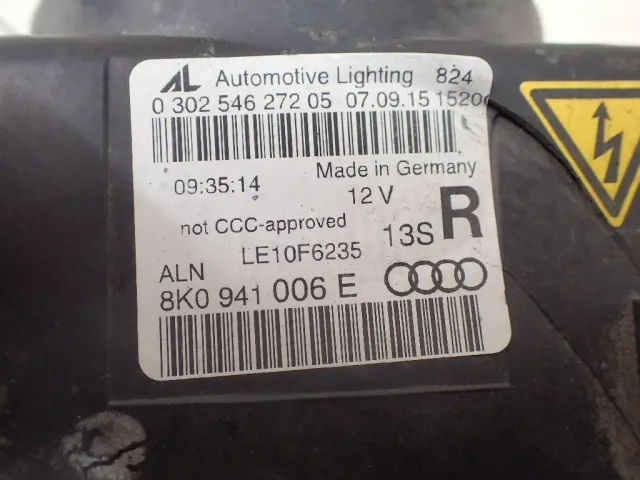 AL Automotive Lighting 824
0 302 546 272 05 07.09.15 1520
09:35:14 Made in Germany
12 V
not CCC-approved 13S R
LE10F6235
ALN
8K0 941 006 E